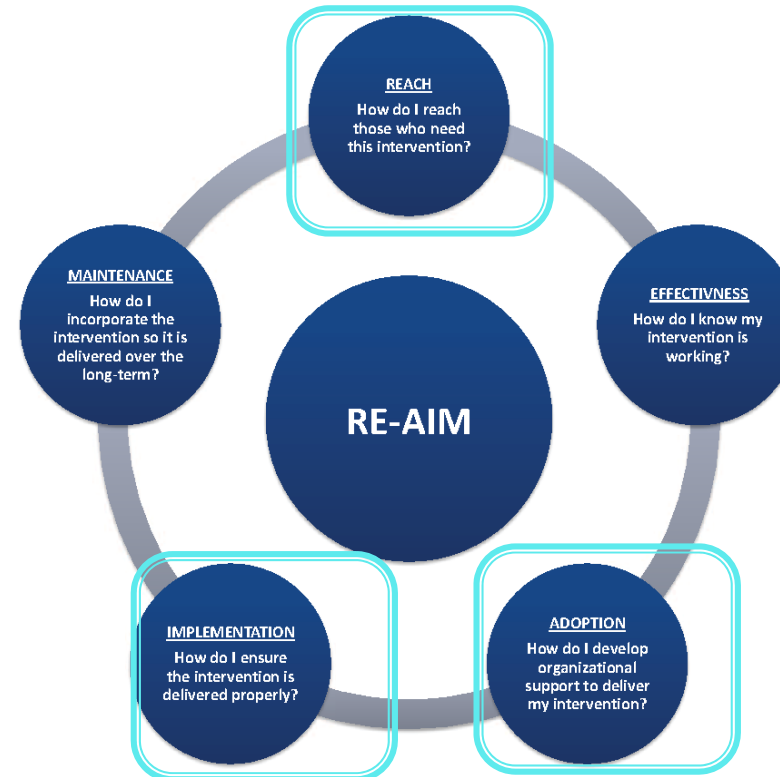 REACH
How do I reach
those who need
this intervention?
EFFECTIVNESS
How do I know my
intervention is
working?
ADOPTION
How do I develop
organizational
support to deliver
my intervention?
IMPLEMENTATION
How do I ensure
the intervention is
delivered properly?
MAINTENANCE
How do I
incorporate the
intervention so it is
delivered over the
long-term?
RE-AIM